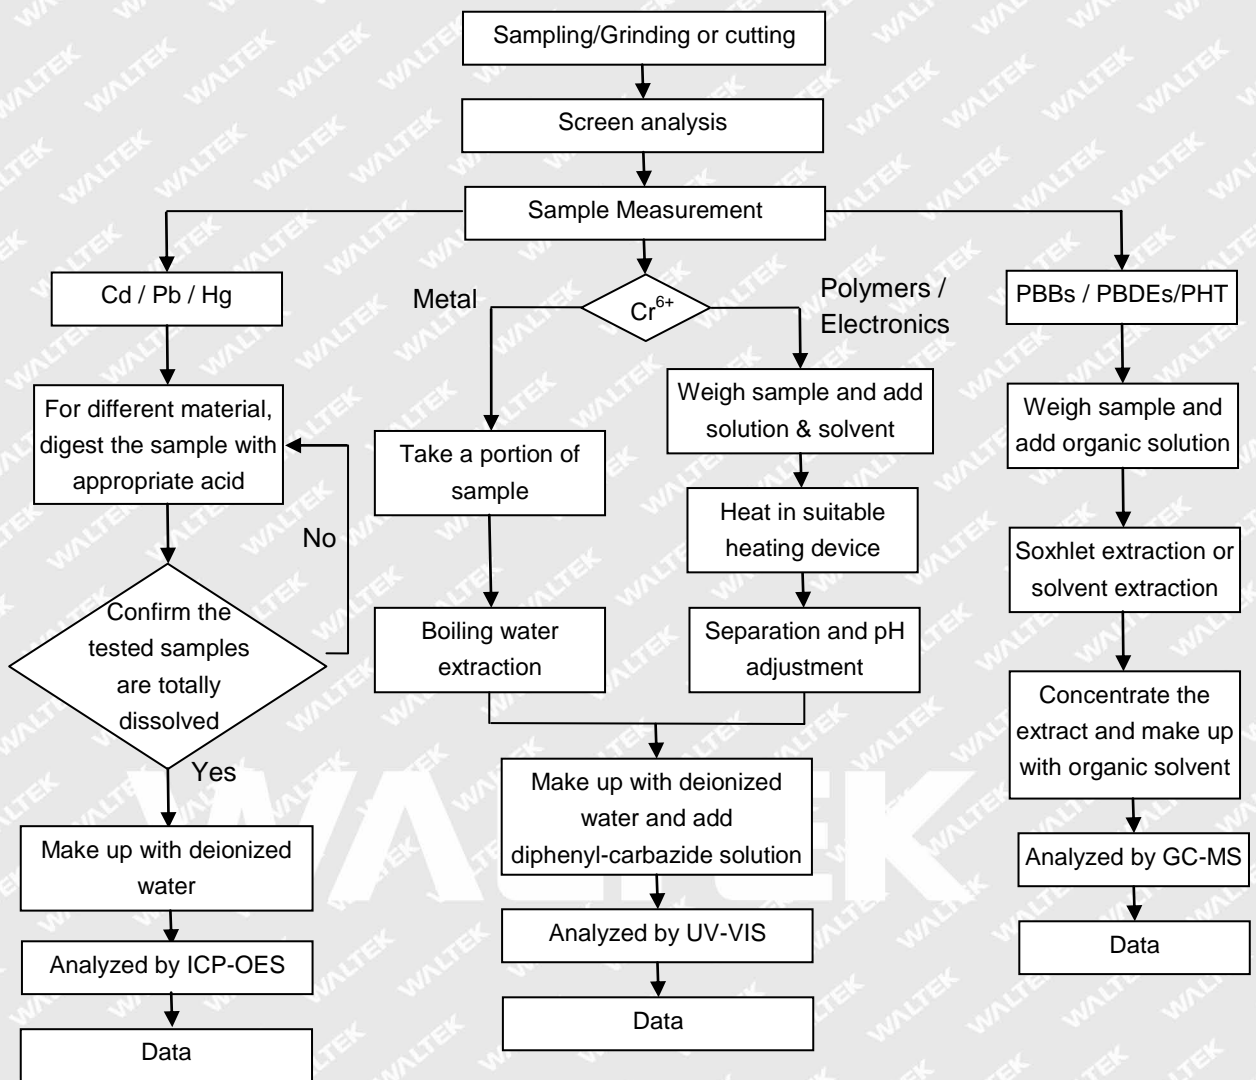 Sampling/Grinding or cutting
Screen analysis
Sample Measurement
Cd / Pb / Hg
For different material,
digest the sample with
appropriate acid
No
Confirm the
tested samples
are totally
dissolved
Yes
Make up with deionized
water
Analyzed by ICP-OES
Data
Cr⁶⁺
Metal
Take a portion of
sample
Boiling water
extraction
Polymers /
Electronics
Weigh sample and add
solution & solvent
Heat in suitable
heating device
Separation and pH
adjustment
Make up with deionized
water and add
diphenyl-carbazide solution
Analyzed by UV-VIS
Data
PBBs / PBDEs/PHT
Weigh sample and
add organic solution
Soxhlet extraction or
solvent extraction
Concentrate the
extract and make up
with organic solvent
Analyzed by GC-MS
Data
WALTEK